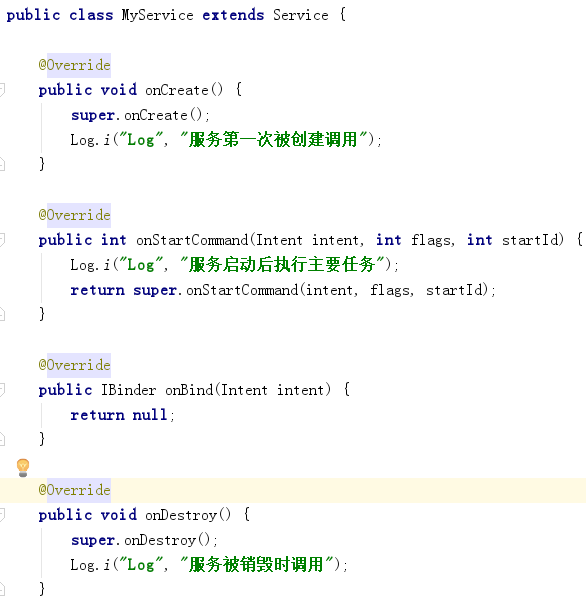 public class MyService extends Service {
@Override
public void onCreate() {
super.onCreate();
Log.i("Log", "服务第一次被创建调用");
}
@Override
public int onStartCommand(Intent intent, int flags, int startId) {
Log.i("Log", "服务启动后执行主要任务");
return super.onStartCommand(intent, flags, startId);
}
@Override
public IBinder onBind(Intent intent) {
return null;
}
@Override
public void onDestroy() {
super.onDestroy();
Log.i("Log", "服务被销毁时调用");
}